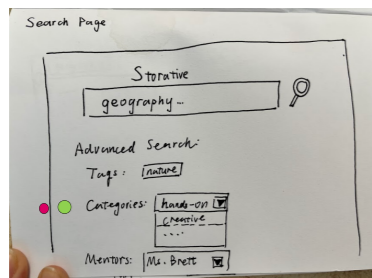 Search Page
Storative
geography...
Advanced Search:
Tags: nature
Categories: hands-on
creative
....
Mentors: Ms. Brett